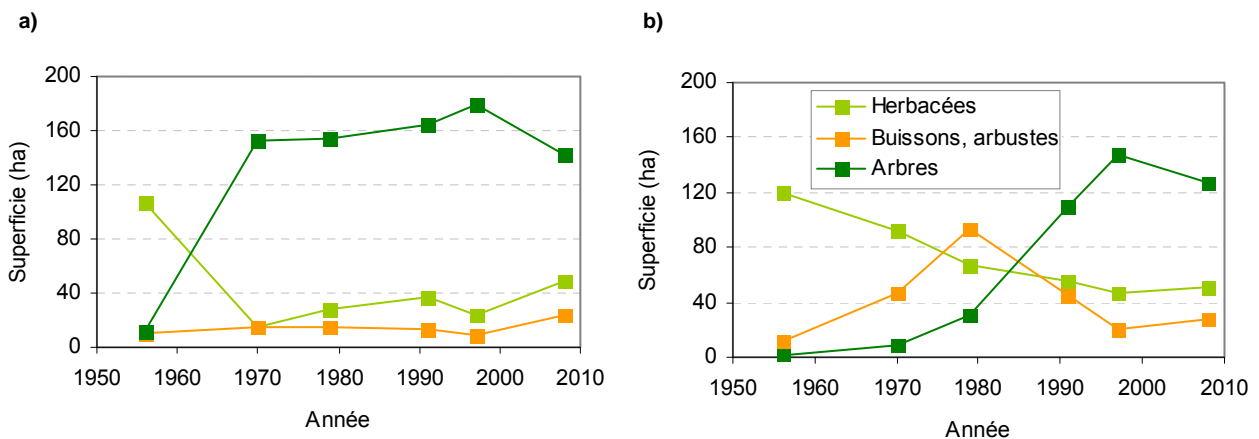 a)
200
160
120
80
40
0
Superficie (ha)
1950 1960 1970 1980 1990 2000 2010
Année
b)
200
160
120
80
40
0
Superficie (ha)
Herbacées
Buissons, arbustes
Arbres
1950 1960 1970 1980 1990 2000 2010
Année